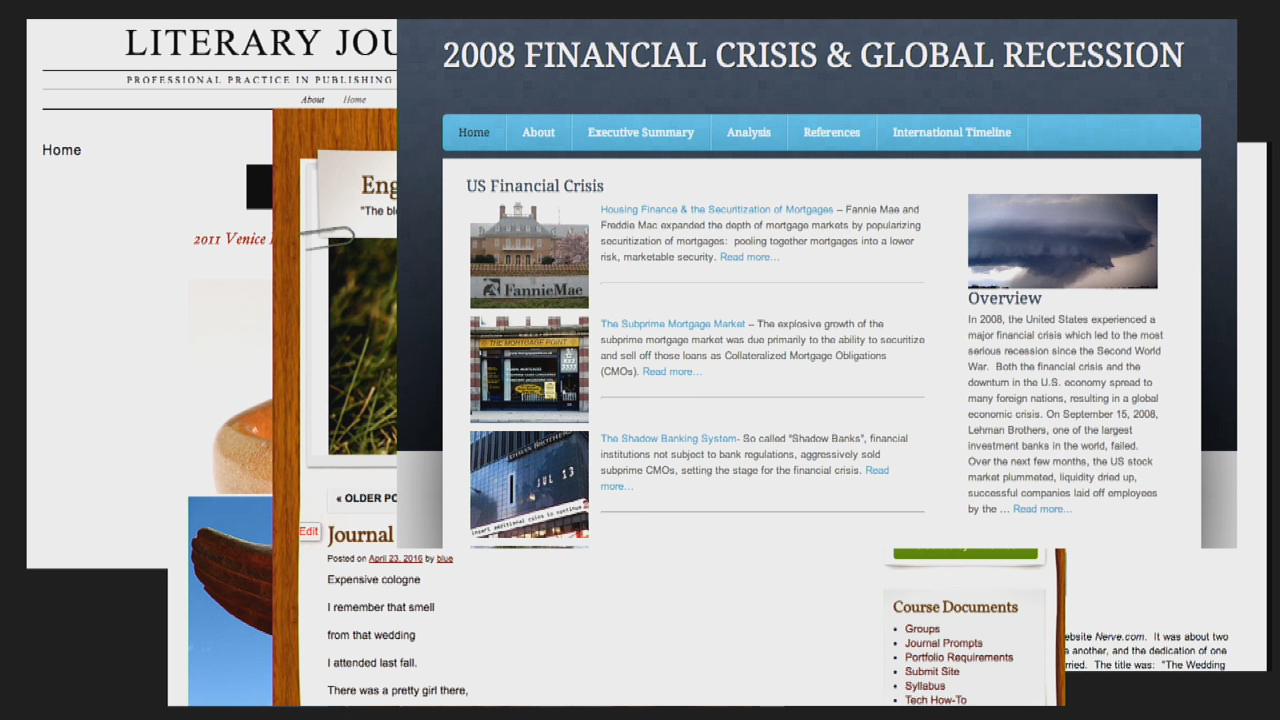 LITERARY JOU
PROFESSIONAL PRACTICE IN PUBLISHING
About Home
Home
2011 Venice
Eng
"The blo
« OLDER PO
Edit
Journal
Posted on April 23, 2016 by blue
Expensive cologne
I remember that smell
from that wedding
I attended last fall.
There was a pretty girl there,
2008 FINANCIAL CRISIS & GLOBAL RECESSION
Home About Executive Summary Analysis References International Timeline
US Financial Crisis
FannieMae
Housing Finance & the Securitization of Mortgages – Fannie Mae and
Freddie Mac expanded the depth of mortgage markets by popularizing
securitization of mortgages: pooling together mortgages into a lower
risk, marketable security. Read more...
THE MORTGAGE POINT
The Subprime Mortgage Market – The explosive growth of the
subprime mortgage market was due primarily to the ability to securitize
and sell off those loans as Collateralized Mortgage Obligations
(CMOs). Read more...
JUL 13
insert additional coins to continue
The Shadow Banking System- So called "Shadow Banks", financial
institutions not subject to bank regulations, aggressively sold
subprime CMOs, setting the stage for the financial crisis. Read
more...
Overview
In 2008, the United States experienced a
major financial crisis which led to the most
serious recession since the Second World
War. Both the financial crisis and the
downturn in the U.S. economy spread to
many foreign nations, resulting in a global
economic crisis. On September 15, 2008,
Lehman Brothers, one of the largest
investment banks in the world, failed.
Over the next few months, the US stock
market plummeted, liquidity dried up,
successful companies laid off employees
by the ... Read more...
Course Documents
Groups
Journal Prompts
Portfolio Requirements
Submit Site
Syllabus
Tech How-To
ebsite Nerve.com. It was about two
e another, and the dedication of one
rried. The title was: "The Wedding